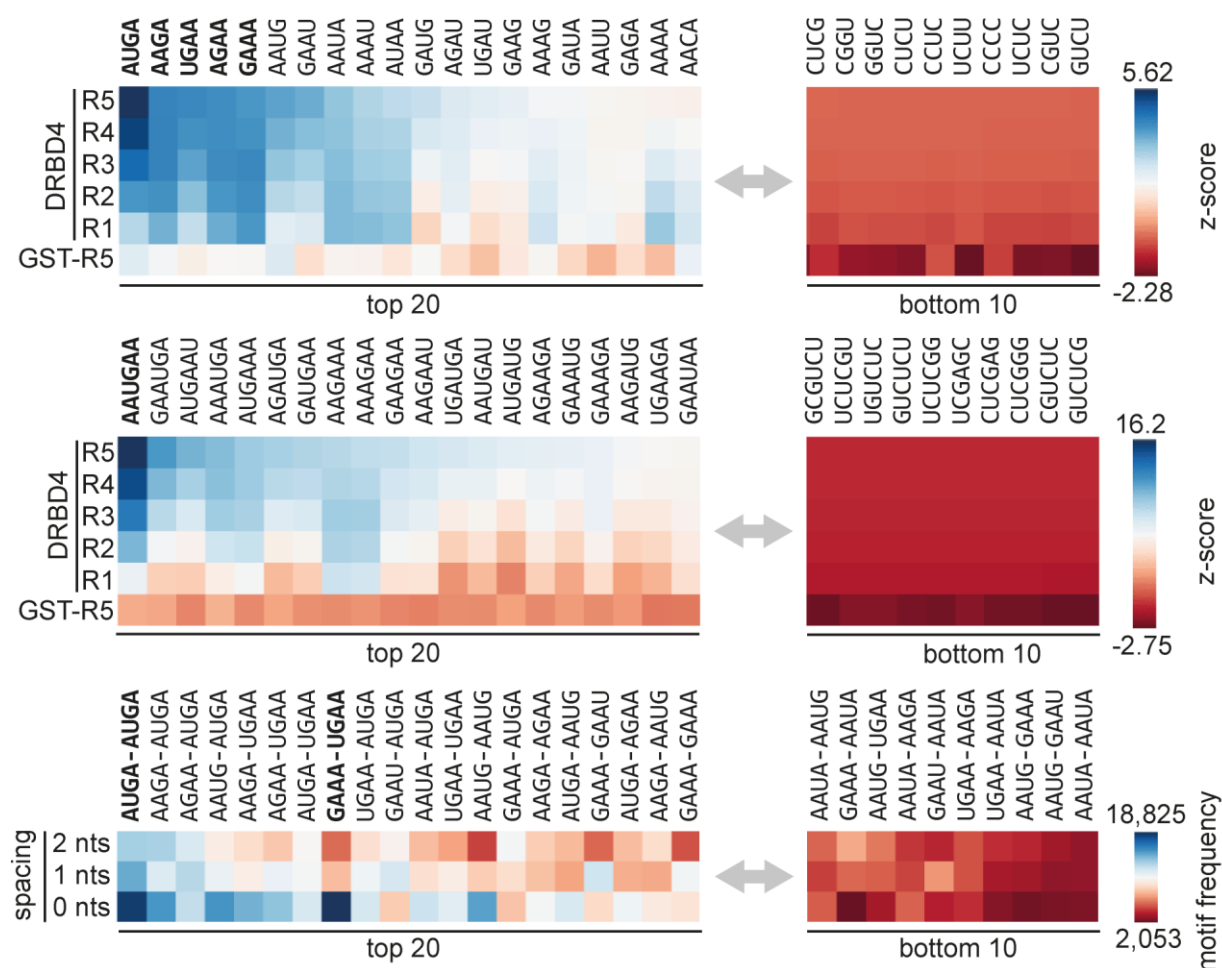 AUGA AAGA UGAA AGAA GAAA AAUG GAAU AAUA AAAU AUAA GAUG AGAU UGAU GAAG AAAG GAUA AAUU GAGA AAAA AACA
CUCG CGGU GGUC CUCU CCUC UCUU CCCC UCUC CGUC GUCU
DRBD4
R5
R4
R3
R2
R1
GST-R5
top 20
bottom 10
5.62
z-score
-2.28
AAUGAA GAAUGA AUGAAU AAAUGA AUGAAA AGAUGA GAUGAA AAGAAA AAAGAA GAAGAA AAGAAU UGAUGA AAUGAU AUGAUG AGAAGA GAAAUG GAAAGA AAGAUG UGAAGA GAAUAA
GCGUCU UCUCGU UGUCUC GUCUCU UCUCGG UCGAGC CUCGAG CUCGGG CGUCUC GUCUCG
DRBD4
R5
R4
R3
R2
R1
GST-R5
top 20
bottom 10
16.2
z-score
-2.75
AUGA-AUGA AAGA-AUGA AGAA-AUGA AAUG-AUGA AAGA-UGAA AGAA-UGAA AUGA-UGAA GAAA-UGAA UGAA-AUGA GAAU-AUGA AAUA-AUGA UGAA-UGAA AAUG-AAUG GAAA-AUGA AAGA-AGAA AUGA-AAUG GAAA-GAAU AUGA-AGAA AAGA-AAUG GAAA-GAAA
AAUA-AAUG GAAA-AAUA AAUG-UGAA AAUA-AAGA GAAU-AAUA UGAA-AAGA UGAA-AAUA AAUG-GAAA AAUG-GAAU AAUA-AAUA
spacing
2 nts
1 nts
0 nts
top 20
bottom 10
18,825
motif frequency
2,053